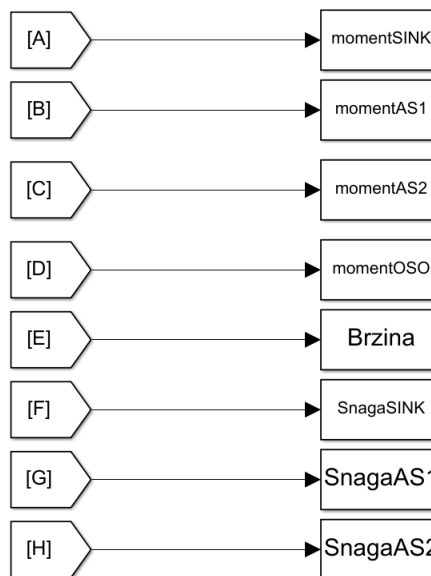 [A] momentSINK
[B] momentAS1
[C] momentAS2
[D] momentOSO
[E] Brzina
[F] SnagaSINK
[G] SnagaAS1
[H] SnagaAS2